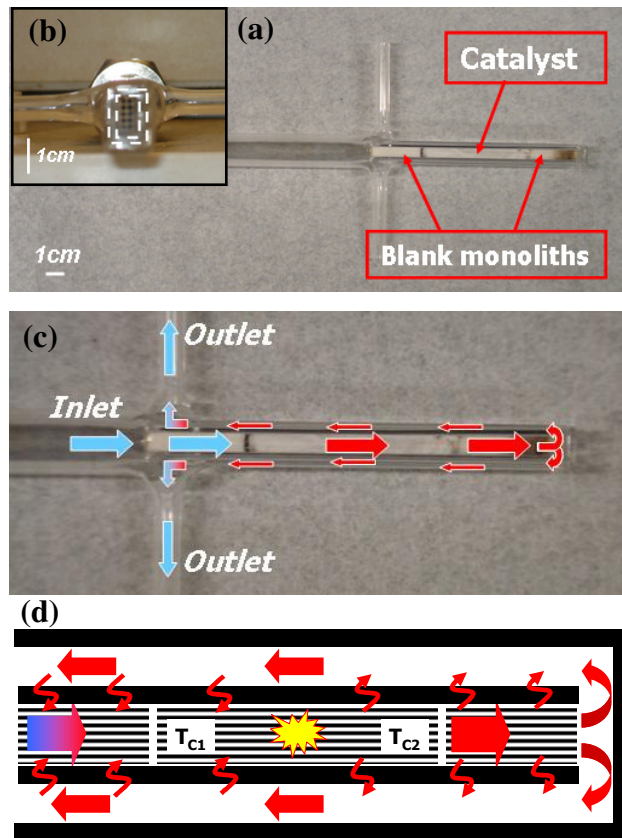 (b)
(a)
Catalyst
1cm
Blank monoliths
1cm
(c)
Outlet
Inlet
Outlet
(d)
TC1
TC2